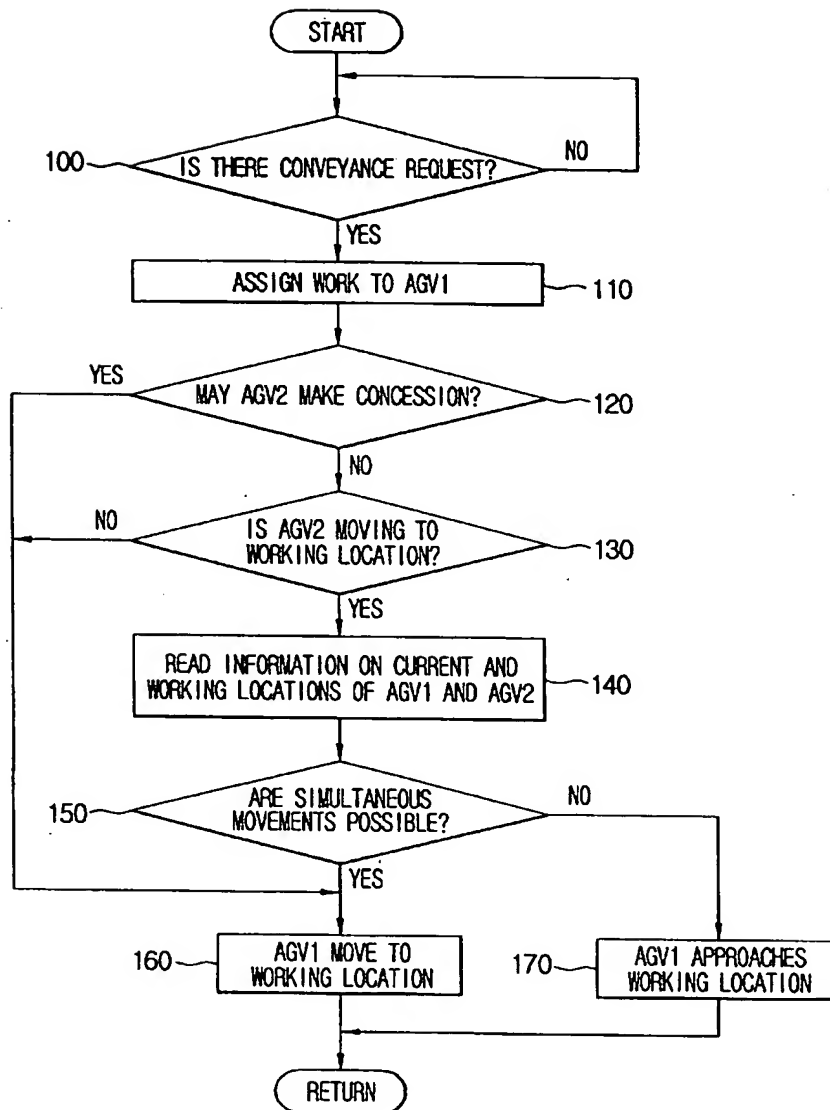 START
100
IS THERE CONVEYANCE REQUEST?
NO
YES
ASSIGN WORK TO AGV1
110
YES
MAY AGV2 MAKE CONCESSION?
120
NO
NO
IS AGV2 MOVING TO
WORKING LOCATION?
130
YES
READ INFORMATION ON CURRENT AND
WORKING LOCATIONS OF AGV1 AND AGV2
140
150
ARE SIMULTANEOUS
MOVEMENTS POSSIBLE?
NO
YES
160
AGV1 MOVE TO
WORKING LOCATION
170
AGV1 APPROACHES
WORKING LOCATION
RETURN